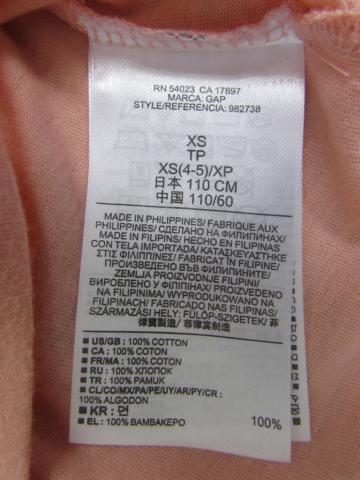 RN 54023 CA 17897
MARCA: GAP
STYLE/REFERENCIA: 982738
XS
TP
XS(4-5)/XP
日本 110 CM
中国 110/60
MADE IN PHILIPPINES/ FABRIQUE AUX
PHILIPPINES/ СДЕЛАНО НА ФИЛИПИНАХ/
MADE IN FILIPINS/ HECHO EN FILIPINAS
CON TELA IMPORTADA/ ΚΑΤΑΣΚΕΥΑΣΤΗΚΕ
ΣΤΙΣ ΦΙΛΙΠΠΙΝΕΣ/ FABRICAT ÎN FILIPINE/
ПРОИЗВЕДЕНО ВЪВ ФИЛИПИНИТЕ/
ZEMLJA PROIZVODNJE FILIPINI/
VYROBENO V FILIPÍNY/ PROIZVEDENO
NA FILIPINIMA/ WYPRODUKOWANO NA
FILIPINACH/ FABRICADO NAS FILIPINAS/
SZÁRMAZÁSI HELY: FÜLÖP-SZIGETEK/ 菲
律賓製造/ 菲律宾制造
US/GB : 100% COTTON
CA : 100% COTON
FR/MA : 100% COTON
RU : 100% ХЛОПОК
TR : 100% PAMUK
CL/CO/MX/PA/PE/UY/AR/PY/CR :
100% ALGODON
KR : 면 100%
EL : 100% ΒΑΜΒΑΚΕΡΟ